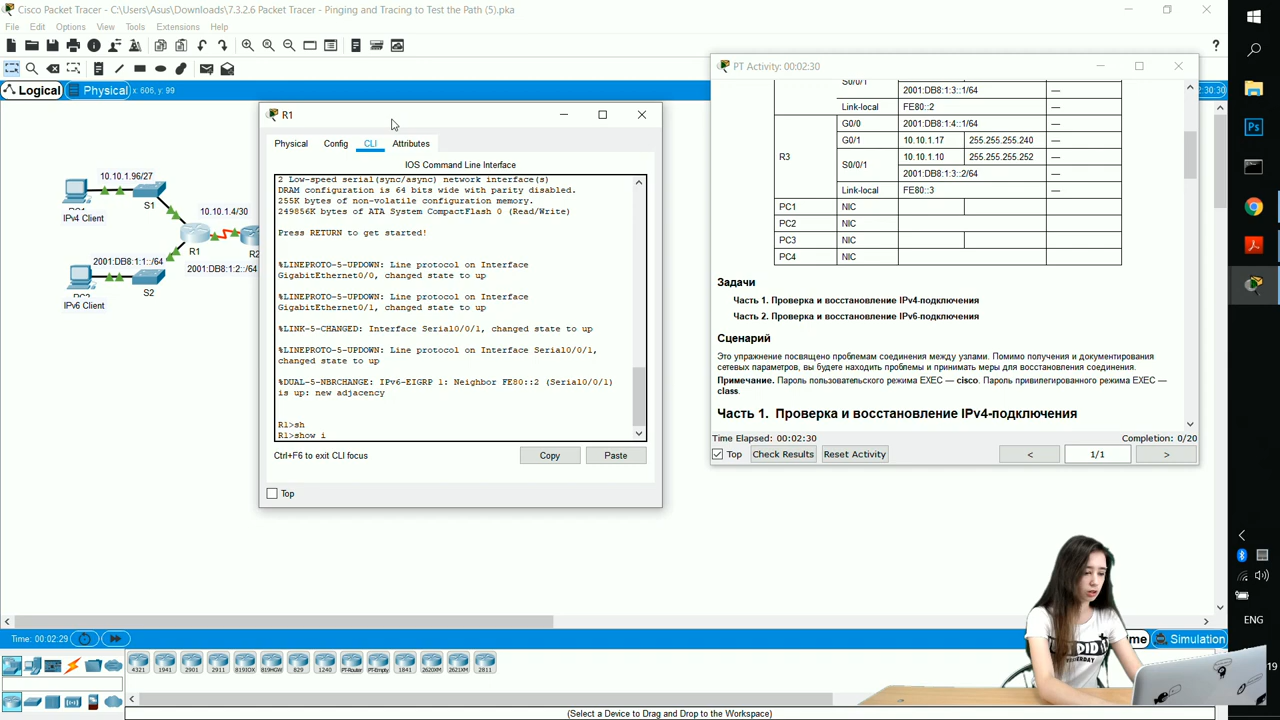 Cisco Packet Tracer - C:\Users\Asus\Downloads\7.3.2.6 Packet Tracer - Pinging and Tracing to Test the Path (5).pka
File Edit Options View Tools Extensions Help
Logical Physical x: 606, y: 99
10.10.1.96/27
S1
IPv4 Client
10.10.1.4/30
R1
2001:DB8:1:1::/64
2001:DB8:1:2::/64
S2
IPv6 Client
R1
Physical Config CLI Attributes
IOS Command Line Interface
2 Low-speed serial(sync/async) network interface(s)
DRAM configuration is 64 bits wide with parity disabled.
255K bytes of non-volatile configuration memory.
249856K bytes of ATA System CompactFlash 0 (Read/Write)
Press RETURN to get started!
%LINEPROTO-5-UPDOWN: Line protocol on Interface
GigabitEthernet0/0, changed state to up
%LINEPROTO-5-UPDOWN: Line protocol on Interface
GigabitEthernet0/1, changed state to up
%LINK-5-CHANGED: Interface Serial0/0/1, changed state to up
%LINEPROTO-5-UPDOWN: Line protocol on Interface Serial0/0/1,
changed state to up
%DUAL-5-NBRCHANGE: IPv6-EIGRP 1: Neighbor FE80::2 (Serial0/0/1)
is up: new adjacency
R1>sh
R1>show i
Ctrl+F6 to exit CLI focus
Copy Paste
Top
PT Activity: 00:02:30
S0/0/1 2001:DB8:1:3::1/64 —
Link-local FE80::2 —
R3 G0/0 2001:DB8:1:4::1/64 —
G0/1 10.10.1.17 255.255.255.240 —
S0/0/1 10.10.1.10 255.255.255.252 —
2001:DB8:1:3::2/64 —
Link-local FE80::3 —
PC1 NIC
PC2 NIC
PC3 NIC
PC4 NIC
Задачи
Часть 1. Проверка и восстановление IPv4-подключения
Часть 2. Проверка и восстановление IPv6-подключения
Сценарий
Это упражнение посвящено проблемам соединения между узлами. Помимо получения и документирования
сетевых параметров, вы будете находить проблемы и принимать меры для восстановления соединения.
Примечание. Пароль пользовательского режима EXEC — cisco. Пароль привилегированного режима EXEC —
class.
Часть 1. Проверка и восстановление IPv4-подключения
Time Elapsed: 00:02:30 Completion: 0/20
Top Check Results Reset Activity < 1/1 >
Time: 00:02:29
Simulation
4321 1941 2901 2911 819IOX 819HGW 829 1240 PT-Router PT-Empty 1841 2620XM 2621XM 2811
(Select a Device to Drag and Drop to the Workspace)
ENG